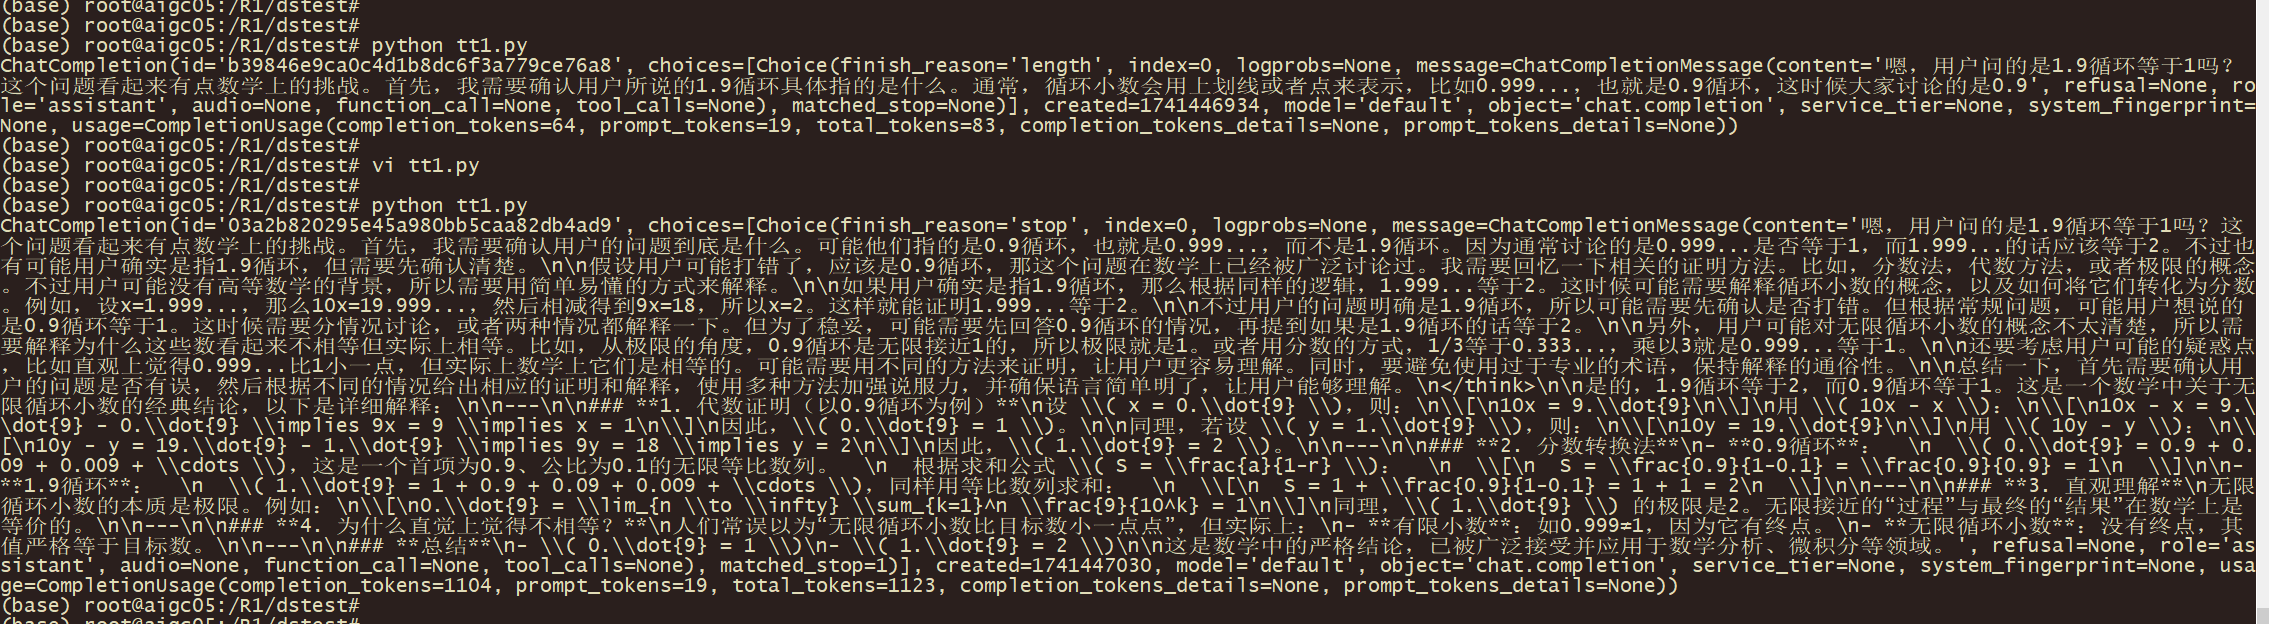 (base) root@aigc05:/R1/dstest#
(base) root@aigc05:/R1/dstest#
(base) root@aigc05:/R1/dstest# python tt1.py
ChatCompletion(id='b39846e9ca0c4d1b8dc6f3a779ce76a8', choices=[Choice(finish_reason='length', index=0, logprobs=None, message=ChatCompletionMessage(content='嗯，用户问的是1.9循环等于1吗？
这个问题看起来有点数学上的挑战。首先，我需要确认用户所说的1.9循环具体指的是什么。通常，循环小数会用上划线或者点来表示，比如0.999...，也就是0.9循环，这时候大家讨论的是0.9', refusal=None, ro
le='assistant', audio=None, function_call=None, tool_calls=None), matched_stop=None)], created=1741446934, model='default', object='chat.completion', service_tier=None, system_fingerprint=
None, usage=CompletionUsage(completion_tokens=64, prompt_tokens=19, total_tokens=83, completion_tokens_details=None, prompt_tokens_details=None))
(base) root@aigc05:/R1/dstest#
(base) root@aigc05:/R1/dstest# vi tt1.py
(base) root@aigc05:/R1/dstest#
(base) root@aigc05:/R1/dstest# python tt1.py
ChatCompletion(id='03a2b820295e45a980bb5caa82db4ad9', choices=[Choice(finish_reason='stop', index=0, logprobs=None, message=ChatCompletionMessage(content='嗯，用户问的是1.9循环等于1吗？这
个问题看起来有点数学上的挑战。首先，我需要确认用户的问题到底是什么。可能他们指的是0.9循环，也就是0.999...，而不是1.9循环。因为通常讨论的是0.999...是否等于1，而1.999...的话应该等于2。不过也
有可能用户确实是指1.9循环，但需要先确认清楚。\n\n假设用户可能打错了，应该是0.9循环，那这个问题在数学上已经被广泛讨论过。我需要回忆一下相关的证明方法。比如，分数法，代数方法，或者极限的概念
。不过用户可能没有高等数学的背景，所以需要用简单易懂的方式来解释。\n\n如果用户确实是指1.9循环，那么根据同样的逻辑，1.999...等于2。这时候可能需要解释循环小数的概念，以及如何将它们转化为分数
。例如，设x=1.999...，那么10x=19.999...，然后相减得到9x=18，所以x=2。这样就能证明1.999...等于2。\n\n不过用户的问题明确是1.9循环，所以可能需要先确认是否打错。但根据常规问题，可能用户想说的
是0.9循环等于1。这时候需要分情况讨论，或者两种情况都解释一下。但为了稳妥，可能需要先回答0.9循环的情况，再提到如果是1.9循环的话等于2。\n\n另外，用户可能对无限循环小数的概念不太清楚，所以需
要解释为什么这些数看起来不相等但实际上相等。比如，从极限的角度，0.9循环是无限接近1的，所以极限就是1。或者用分数的方式，1/3等于0.333...，乘以3就是0.999...等于1。\n\n还要考虑用户可能的疑惑点
，比如直观上觉得0.999...比1小一点，但实际上数学上它们是相等的。可能需要用不同的方法来证明，让用户更容易理解。同时，要避免使用过于专业的术语，保持解释的通俗性。\n\n总结一下，首先需要确认用
户的问题是否有误，然后根据不同的情况给出相应的证明和解释，使用多种方法加强说服力，并确保语言简单明了，让用户能够理解。\n</think>\n\n是的，1.9循环等于2，而0.9循环等于1。这是一个数学中关于无
限循环小数的经典结论，以下是详细解释：\n\n---\n\n### **1. 代数证明（以0.9循环为例）**\n设 \\( x = 0.\\dot{9} \\)，则：\n\\[\n10x = 9.\\dot{9}\n\\]\n用 \\( 10x - x \\)：\n\\[\n10x - x = 9.\
\dot{9} - 0.\\dot{9} \\implies 9x = 9 \\implies x = 1\n\\]\n因此，\\( 0.\\dot{9} = 1 \\)。\n\n同理，若设 \\( y = 1.\\dot{9} \\)，则：\n\\[\n10y = 19.\\dot{9}\n\\]\n用 \\( 10y - y \\)：\n\\
[\n10y - y = 19.\\dot{9} - 1.\\dot{9} \\implies 9y = 18 \\implies y = 2\n\\]\n因此，\\( 1.\\dot{9} = 2 \\)。\n\n---\n\n### **2. 分数转换法**\n- **0.9循环**：  \n  \\( 0.\\dot{9} = 0.9 + 0.
09 + 0.009 + \\cdots \\)，这是一个首项为0.9、公比为0.1的无限等比数列。  \n  根据求和公式 \\( S = \\frac{a}{1-r} \\)：  \n  \\[\n  S = \\frac{0.9}{1-0.1} = \\frac{0.9}{0.9} = 1\n  \\]\n\n-
**1.9循环**：  \n  \\( 1.\\dot{9} = 1 + 0.9 + 0.09 + 0.009 + \\cdots \\)，同样用等比数列求和：  \n  \\[\n  S = 1 + \\frac{0.9}{1-0.1} = 1 + 1 = 2\n  \\]\n\n---\n\n### **3. 直观理解**\n无限
循环小数的本质是极限。例如：\n\\[\n0.\\dot{9} = \\lim_{n \\to \\infty} \\sum_{k=1}^n \\frac{9}{10^k} = 1\n\\]\n同理，\\( 1.\\dot{9} \\) 的极限是2。无限接近的“过程”与最终的“结果”在数学上是
等价的。\n\n---\n\n### **4. 为什么直觉上觉得不相等？**\n人们常误以为“无限循环小数比目标数小一点点”，但实际上：\n- **有限小数**：如0.999≠1，因为它有终点。\n- **无限循环小数**：没有终点，其
值严格等于目标数。\n\n---\n\n### **总结**\n- \\( 0.\\dot{9} = 1 \\)\n- \\( 1.\\dot{9} = 2 \\)\n\n这是数学中的严格结论，已被广泛接受并应用于数学分析、微积分等领域。', refusal=None, role='as
sistant', audio=None, function_call=None, tool_calls=None), matched_stop=1)], created=1741447030, model='default', object='chat.completion', service_tier=None, system_fingerprint=None, usa
ge=CompletionUsage(completion_tokens=1104, prompt_tokens=19, total_tokens=1123, completion_tokens_details=None, prompt_tokens_details=None))
(base) root@aigc05:/R1/dstest#
(base) root@aigc05:/R1/dstest#